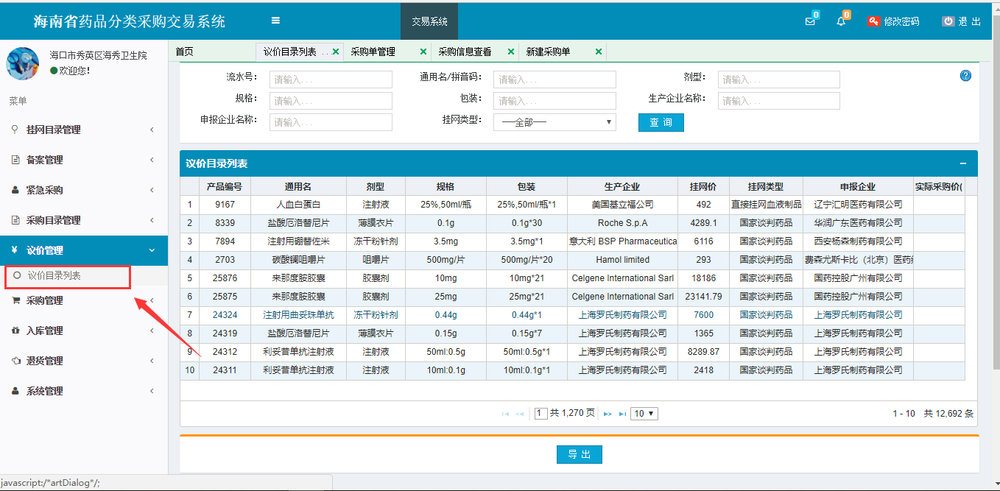 海南省药品分类采购交易系统
交易系统
0
0
修改密码
退 出
海口市秀英区海秀卫生院
欢迎您!
首页
议价目录列表 . . .
采购单管理
采购信息查看
新建采购单
菜单
挂网目录管理
备案管理
紧急采购
采购目录管理
议价管理
议价目录列表
采购管理
入库管理
退货管理
系统管理
流水号: 请输入. . . 通用名/拼音码: 请输入. . . 剂型: 请输入. . .
规格: 请输入. . . 包装: 请输入. . . 生产企业名称: 请输入. . .
申报企业名称: 请输入. . . 挂网类型: ——全部—— 查 询
议价目录列表
产品编号 通用名 剂型 规格 包装 生产企业 挂网价 挂网类型 申报企业 实际采购价(
1 9167 人血白蛋白 注射液 25%,50ml/瓶 25%,50ml/瓶*1 美国基立福公司 492 直接挂网血液制品 辽宁汇明医药有限公司
2 8339 盐酸厄洛替尼片 薄膜衣片 0.1g 0.1g*30 Roche S.p.A 4289.1 国家谈判药品 华润广东医药有限公司
3 7894 注射用硼替佐米 冻干粉针剂 3.5mg 3.5mg*1 意大利 BSP Pharmaceutica 6116 国家谈判药品 西安杨森制药有限公司
4 2703 碳酸镧咀嚼片 咀嚼片 500mg/片 500mg/片*20 Hamol limited 293 国家谈判药品 费森尤斯卡比（北京）医药
5 25876 来那度胺胶囊 胶囊剂 10mg 10mg*21 Celgene International Sarl 18186 国家谈判药品 国药控股广州有限公司
6 25875 来那度胺胶囊 胶囊剂 25mg 25mg*21 Celgene International Sarl 23141.79 国家谈判药品 国药控股广州有限公司
7 24324 注射用曲妥珠单抗 冻干粉针剂 0.44g 0.44g*1 上海罗氏制药有限公司 7600 国家谈判药品 上海罗氏制药有限公司
8 24319 盐酸厄洛替尼片 薄膜衣片 0.15g 0.15g*7 上海罗氏制药有限公司 1365 国家谈判药品 上海罗氏制药有限公司
9 24312 利妥昔单抗注射液 注射液 50ml:0.5g 50ml:0.5g*1 上海罗氏制药有限公司 8289.87 国家谈判药品 上海罗氏制药有限公司
10 24311 利妥昔单抗注射液 注射液 10ml:0.1g 10ml:0.1g*1 上海罗氏制药有限公司 2418 国家谈判药品 上海罗氏制药有限公司
1 共 1,270 页 10 1 - 10 共 12,692 条
导 出
javascript:/*artDialog*/;